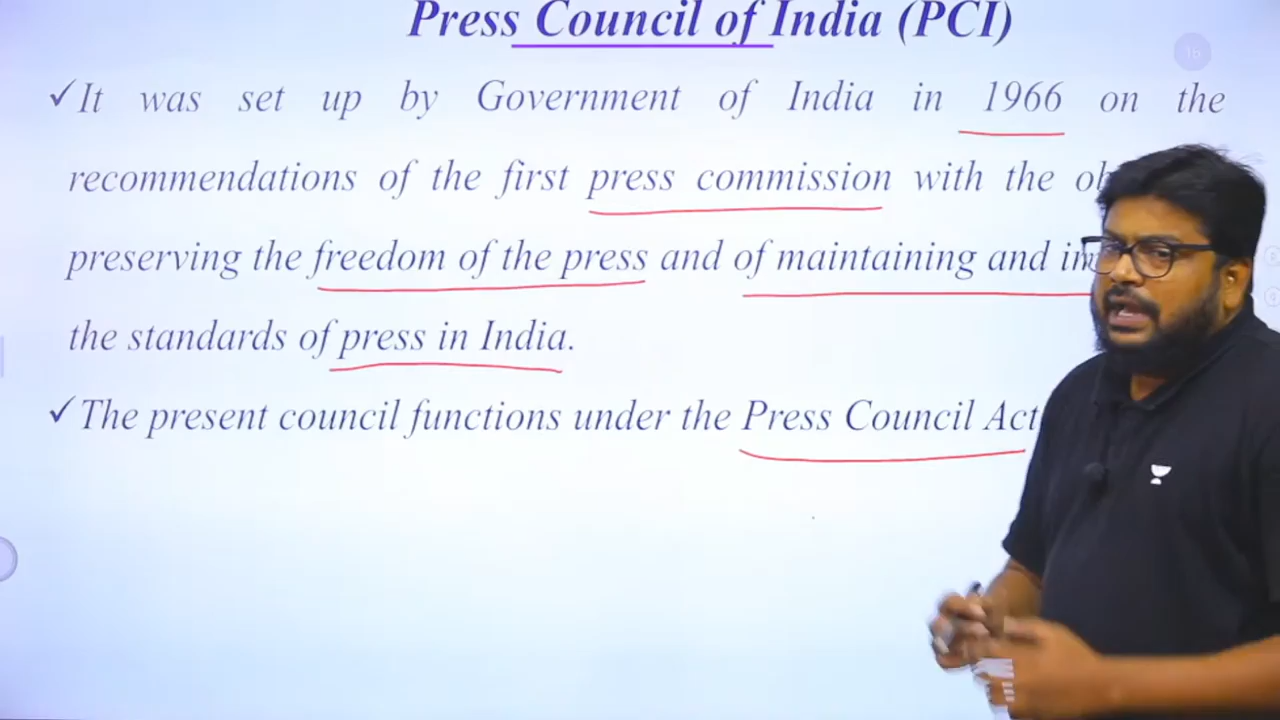 Press Council of India (PCI)
16
✓It was set up by Government of India in 1966 on the
recommendations of the first press commission with the
preserving the freedom of the press and of maintaining and
the standards of press in India.
✓The present council functions under the Press Council Act